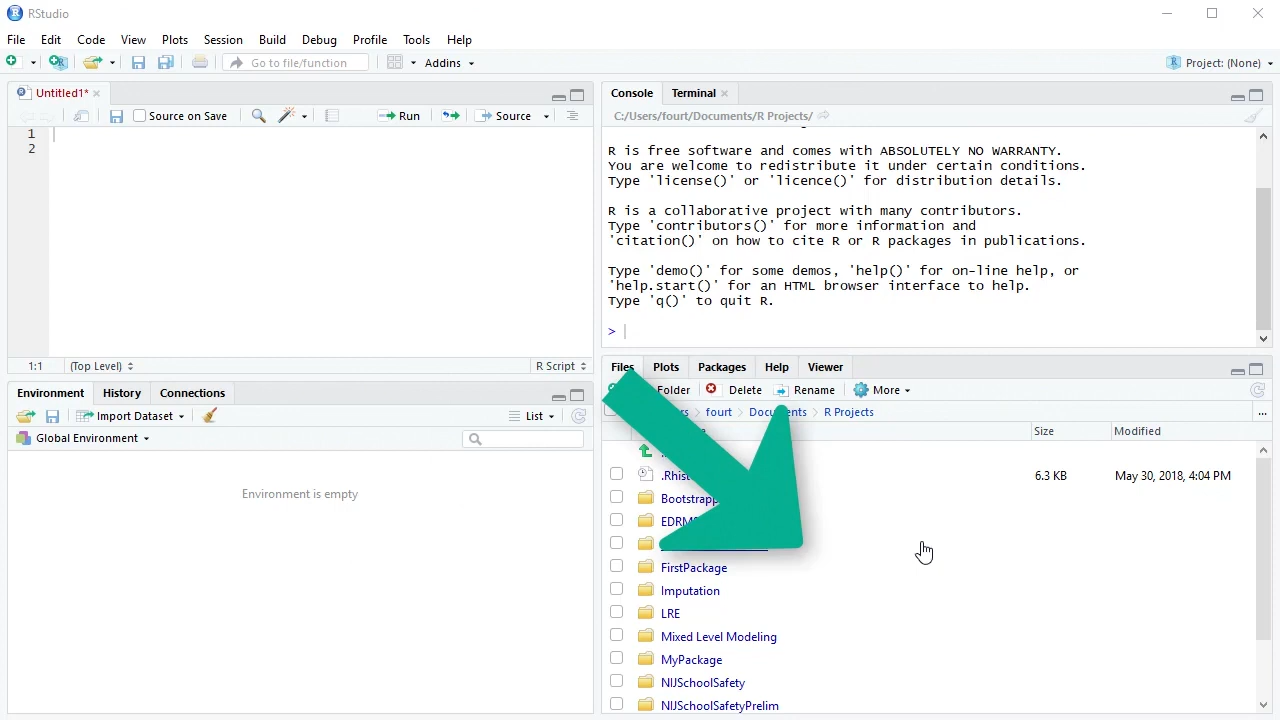 RStudio
File Edit Code View Plots Session Build Debug Profile Tools Help
Go to file/function Addins Project: (None)
Untitled1*
Source on Save Run Source
1
2
1:1 (Top Level) R Script
Console Terminal
C:/Users/fourt/Documents/R Projects/
R is free software and comes with ABSOLUTELY NO WARRANTY.
You are welcome to redistribute it under certain conditions.
Type 'license()' or 'licence()' for distribution details.
R is a collaborative project with many contributors.
Type 'contributors()' for more information and
'citation()' on how to cite R or R packages in publications.
Type 'demo()' for some demos, 'help()' for on-line help, or
'help.start()' for an HTML browser interface to help.
Type 'q()' to quit R.
>
Environment History Connections
Import Dataset List
Global Environment
Environment is empty
Files Plots Packages Help Viewer
Folder Delete Rename More
fourt Documents R Projects ...
Size Modified
6.3 KB May 30, 2018, 4:04 PM
FirstPackage
Imputation
LRE
Mixed Level Modeling
MyPackage
NIJSchoolSafety
NIJSchoolSafetyPrelim